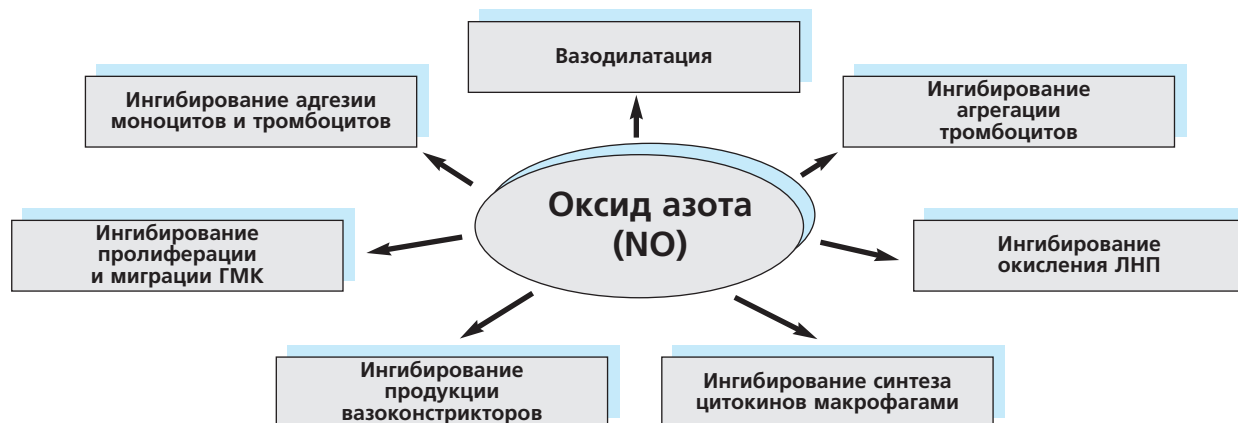 Вазодилатация
Ингибирование адгезии
моноцитов и тромбоцитов
Ингибирование
агрегации
тромбоцитов
Оксид азота
(NO)
Ингибирование
пролиферации
и миграции ГМК
Ингибирование
окисления ЛНП
Ингибирование
продукции
вазоконстрикторов
Ингибирование синтеза
цитокинов макрофагами